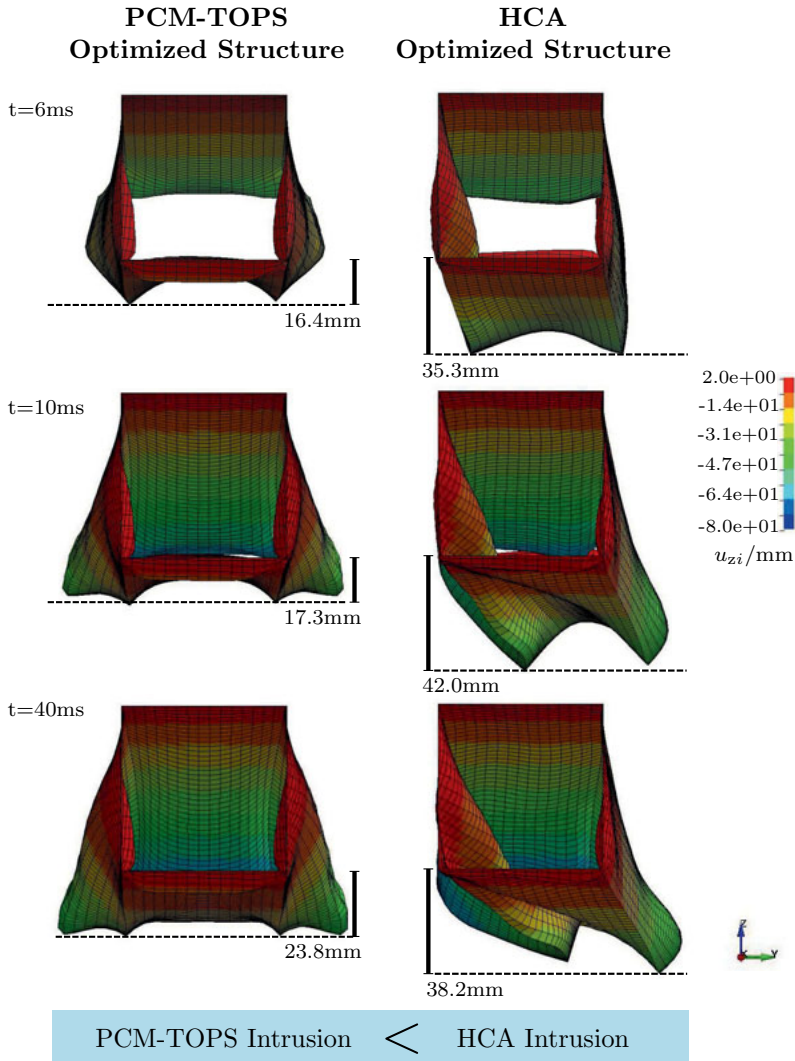 PCM-TOPS
Optimized Structure
HCA
Optimized Structure
t=6ms
16.4mm
35.3mm
t=10ms
17.3mm
42.0mm
t=40ms
23.8mm
38.2mm
2.0e+00
-1.4e+01
-3.1e+01
-4.7e+01
-6.4e+01
-8.0e+01
uzi/mm
Z
X
Y
PCM-TOPS Intrusion < HCA Intrusion